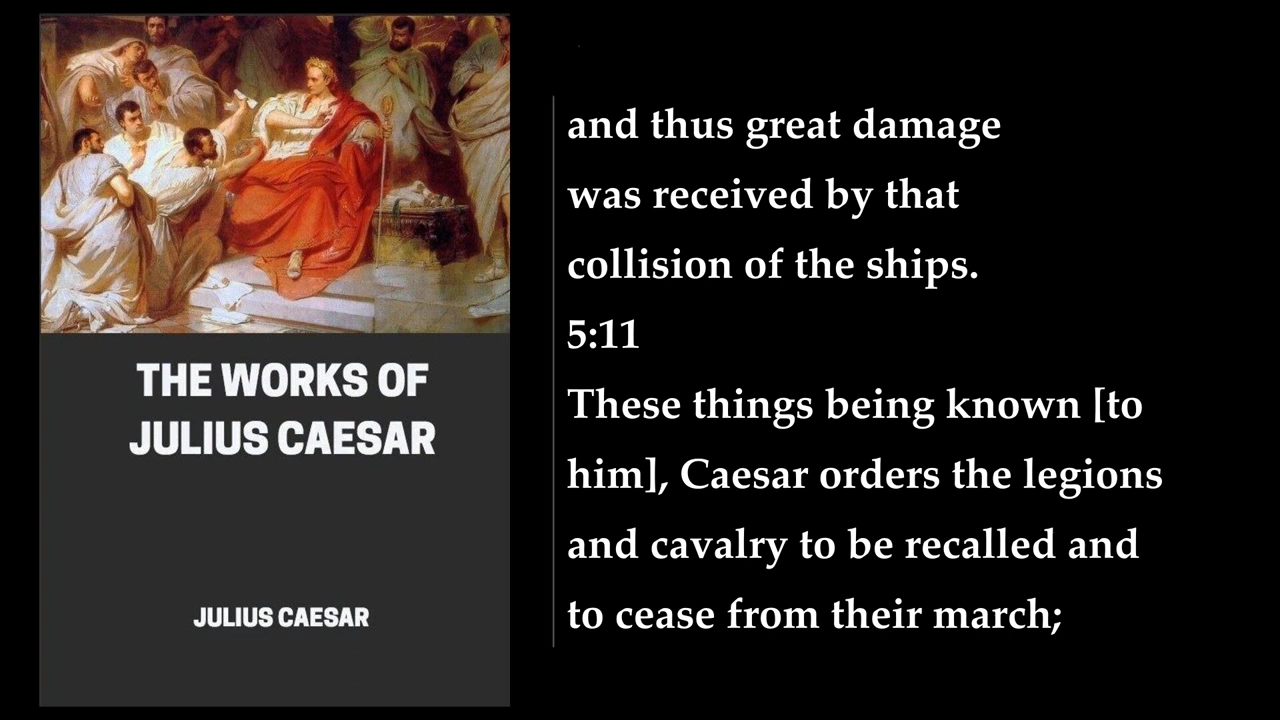 THE WORKS OF
JULIUS CAESAR
JULIUS CAESAR
and thus great damage
was received by that
collision of the ships.
5:11
These things being known [to
him], Caesar orders the legions
and cavalry to be recalled and
to cease from their march;